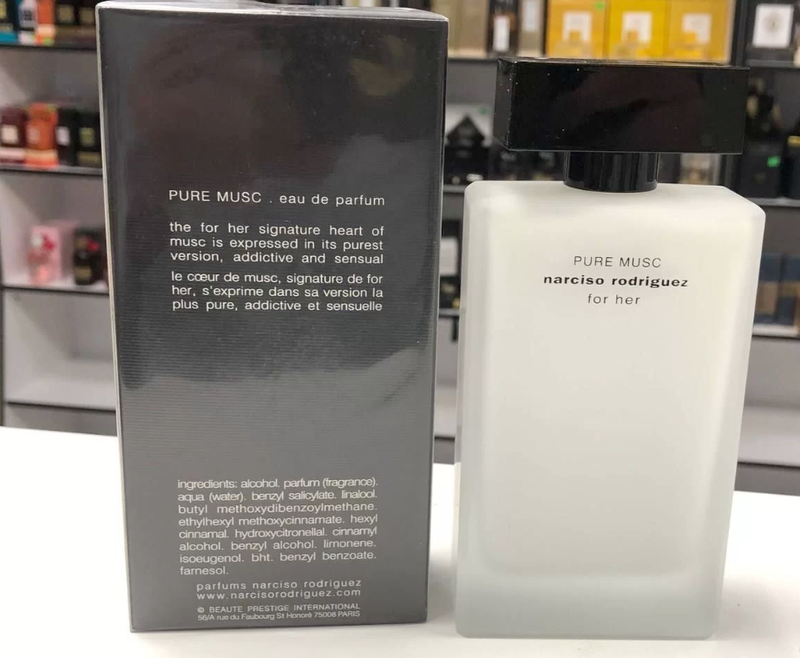 PURE MUSC . eau de parfum
the for her signature heart of
musc is expressed in its purest
version, addictive and sensual
le cœur de musc, signature de for
her, s'exprime dans sa version la
plus pure, addictive et sensuelle
ingredients: alcohol. parfum (fragrance).
aqua (water). benzyl salicylate. linalool.
butyl methoxydibenzoylmethane.
ethylhexyl methoxycinnamate. hexyl
cinnamal. hydroxycitronellal. cinnamyl
alcohol. benzyl alcohol. limonene.
isoeugenol. bht. benzyl benzoate.
farnesol.
parfums narciso rodriguez
www.narcisorodriguez.com
© BEAUTE PRESTIGE INTERNATIONAL
56/A rue du Faubourg St Honoré 75008 PARIS
PURE MUSC
narciso rodriguez
for her